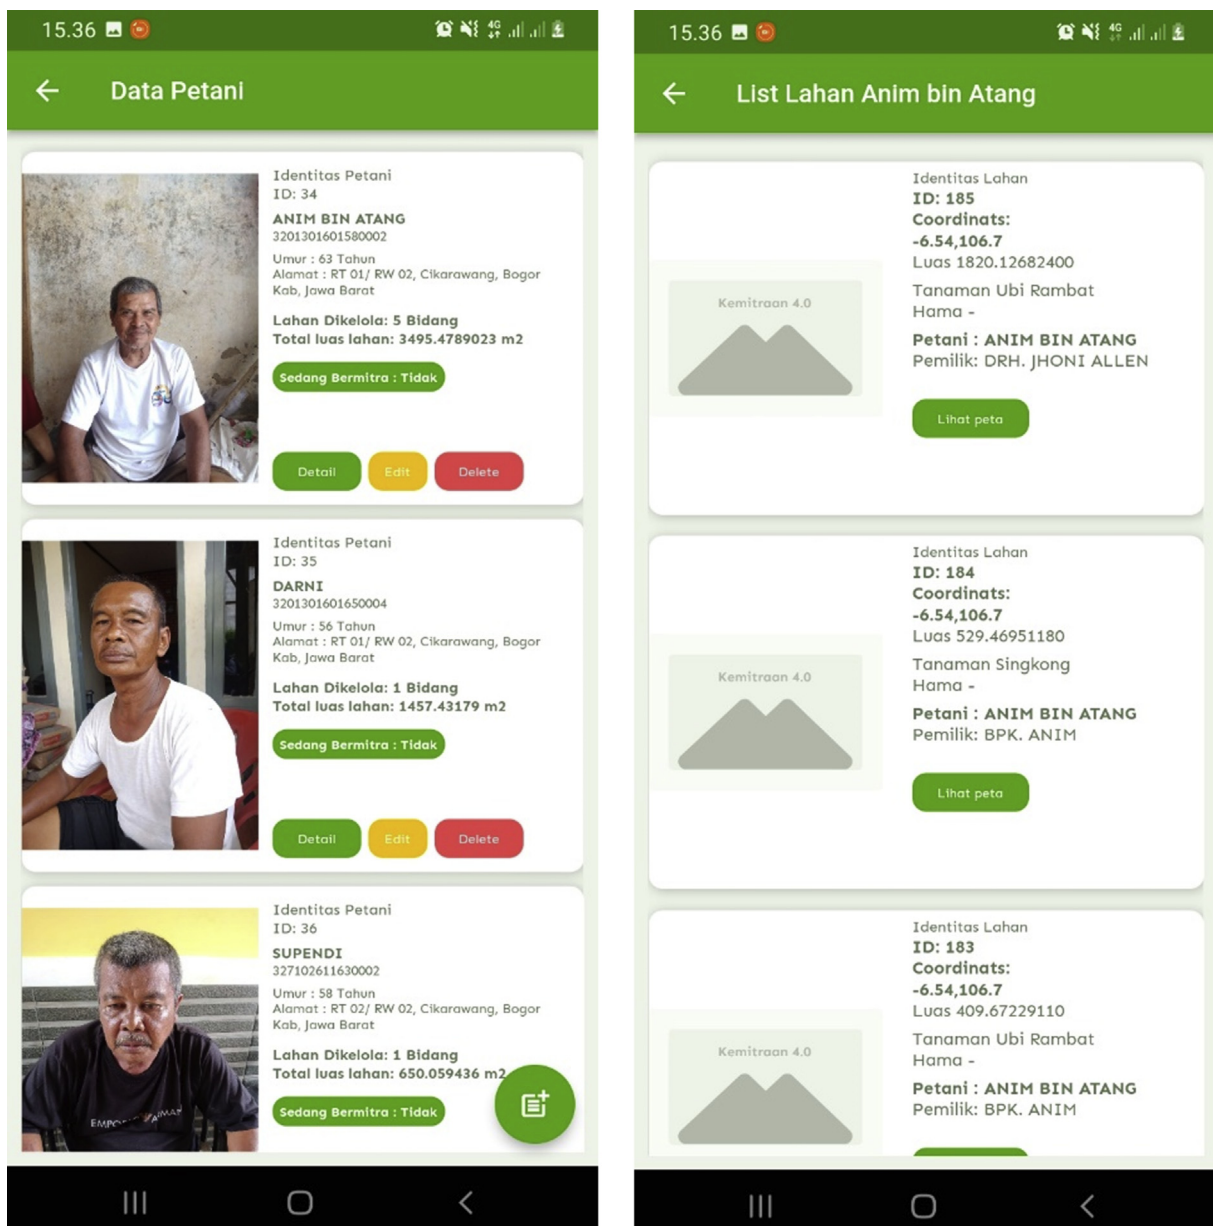 15.36
4G
Data Petani
Identitas Petani
ID: 34
ANIM BIN ATANG
3201301601580002
Umur : 63 Tahun
Alamat : RT 01/ RW 02, Cikarawang, Bogor
Kab, Jawa Barat
Lahan Dikelola: 5 Bidang
Total luas lahan: 3495.4789023 m2
Sedang Bermitra : Tidak
Detail
Edit
Delete
Identitas Petani
ID: 35
DARNI
3201301601650004
Umur : 56 Tahun
Alamat : RT 01/ RW 02, Cikarawang, Bogor
Kab, Jawa Barat
Lahan Dikelola: 1 Bidang
Total luas lahan: 1457.43179 m2
Sedang Bermitra : Tidak
Detail
Edit
Delete
Identitas Petani
ID: 36
SUPENDI
327102611630002
Umur : 58 Tahun
Alamat : RT 02/ RW 02, Cikarawang, Bogor
Kab, Jawa Barat
Lahan Dikelola: 1 Bidang
Total luas lahan: 650.059436 m2
Sedang Bermitra : Tidak
15.36
4G
List Lahan Anim bin Atang
Kemitraan 4.0
Identitas Lahan
ID: 185
Coordinats:
-6.54,106.7
Luas 1820.12682400
Tanaman Ubi Rambat
Hama -
Petani : ANIM BIN ATANG
Pemilik: DRH. JHONI ALLEN
Lihat peta
Kemitraan 4.0
Identitas Lahan
ID: 184
Coordinats:
-6.54,106.7
Luas 529.46951180
Tanaman Singkong
Hama -
Petani : ANIM BIN ATANG
Pemilik: BPK. ANIM
Lihat peta
Kemitraan 4.0
Identitas Lahan
ID: 183
Coordinats:
-6.54,106.7
Luas 409.67229110
Tanaman Ubi Rambat
Hama -
Petani : ANIM BIN ATANG
Pemilik: BPK. ANIM